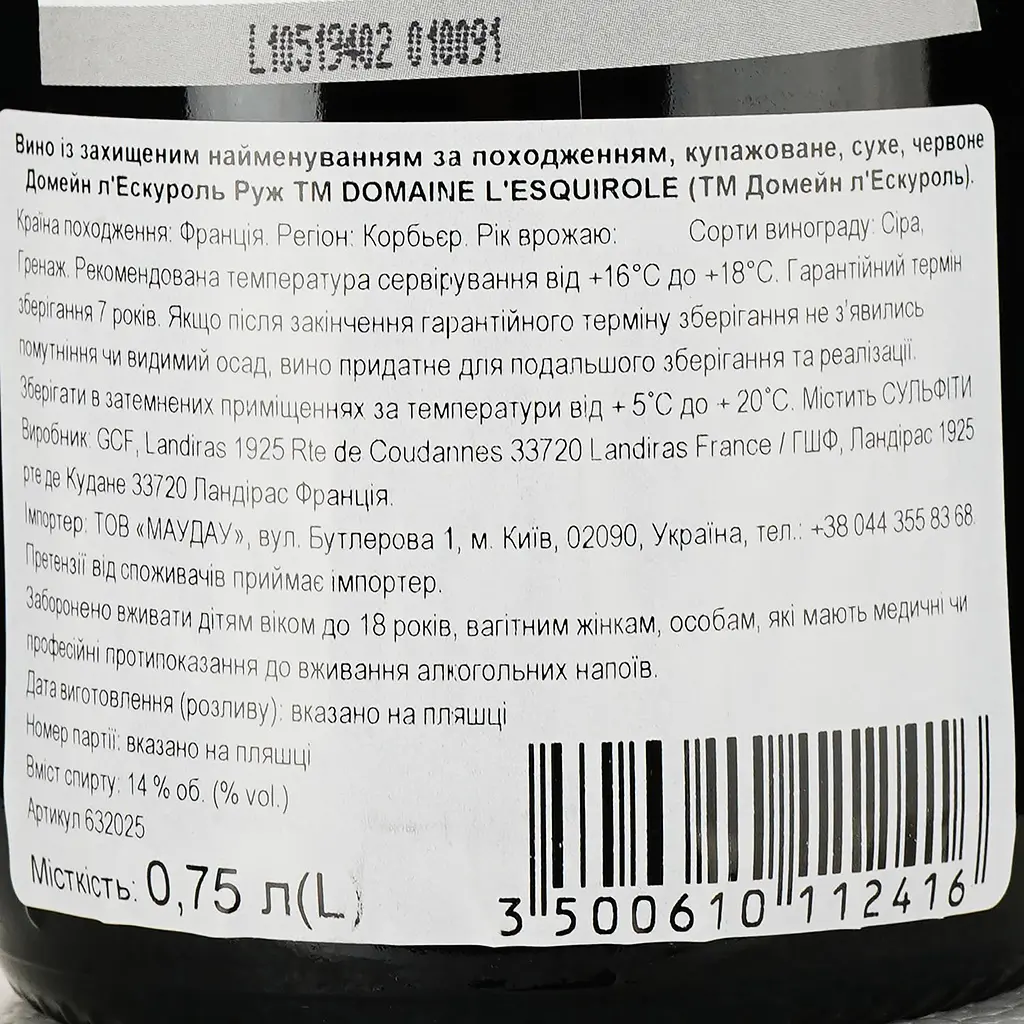 L10519402 010091
Вино із захищеним найменуванням за походженням, купажоване, сухе, червоне
Домейн л'Ескуроль Руж ТМ DOMAINE L'ESQUIROLE (ТМ Домейн л'Ескуроль).
Країна походження: Франція. Регіон: Корбьєр. Рік врожаю: Сорти винограду: Сіра,
Гренаж. Рекомендована температура сервірування від +16°С до +18°С. Гарантійний термін
зберігання 7 років. Якщо після закінчення гарантійного терміну зберігання не з'явились
помутніння чи видимий осад, вино придатне для подальшого зберігання та реалізації.
Зберігати в затемнених приміщеннях за температури від + 5°С до + 20°С. Містить СУЛЬФІТИ
Виробник: GCF, Landiras 1925 Rte de Coudannes 33720 Landiras France / ГШФ, Ландірас 1925
рте де Кудане 33720 Ландірас Франція.
Імпортер: ТОВ «МАУДАУ», вул. Бутлерова 1, м. Київ, 02090, Україна, тел.: +38 044 355 83 68.
Претензії від споживачів приймає імпортер.
Заборонено вживати дітям віком до 18 років, вагітним жінкам, особам, які мають медичні чи
професійні протипоказання до вживання алкогольних напоїв.
Дата виготовлення (розливу): вказано на пляшці
Номер партії: вказано на пляшці
Вміст спирту: 14 % об. (% vol.)
Артикул 632025
Місткість: 0,75 л(L)
3 500610 112416